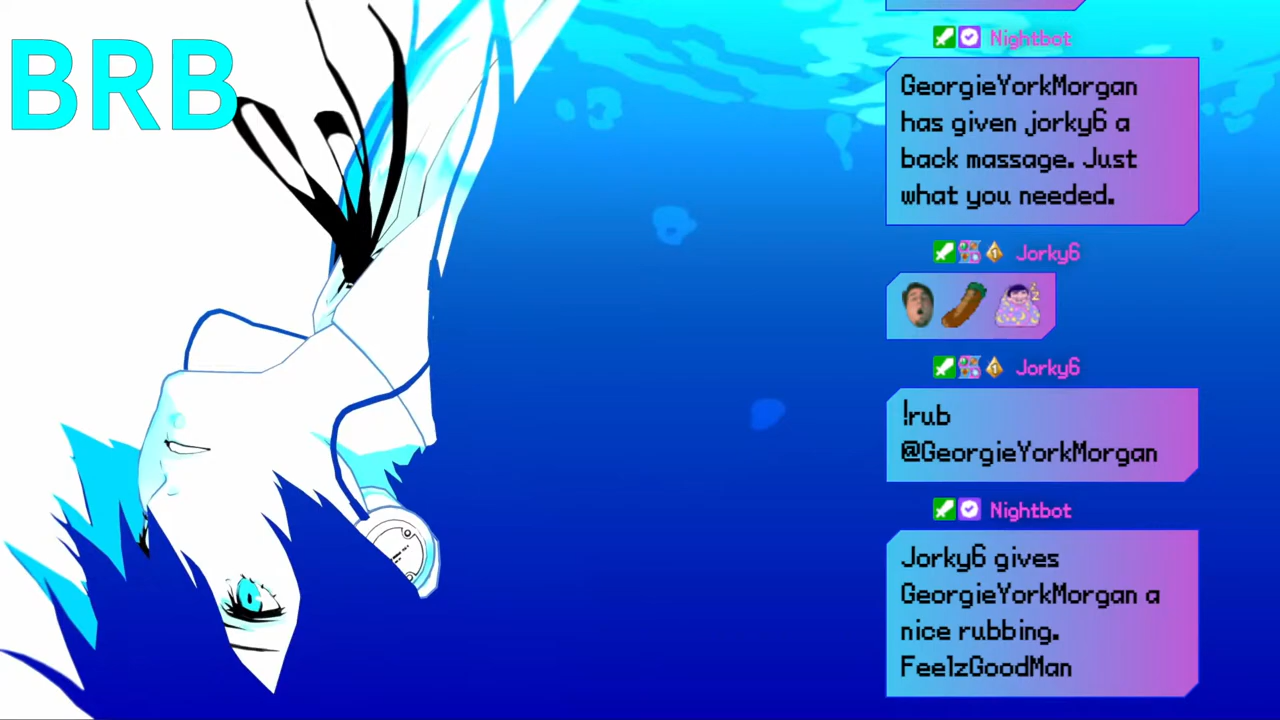 BRB
Nightbot
GeorgieYorkMorgan
has given jorky6 a
back massage. Just
what you needed.
Jorky6
Jorky6
!rub
@GeorgieYorkMorgan
Nightbot
Jorky6 gives
GeorgieYorkMorgan a
nice rubbing.
FeelzGoodMan